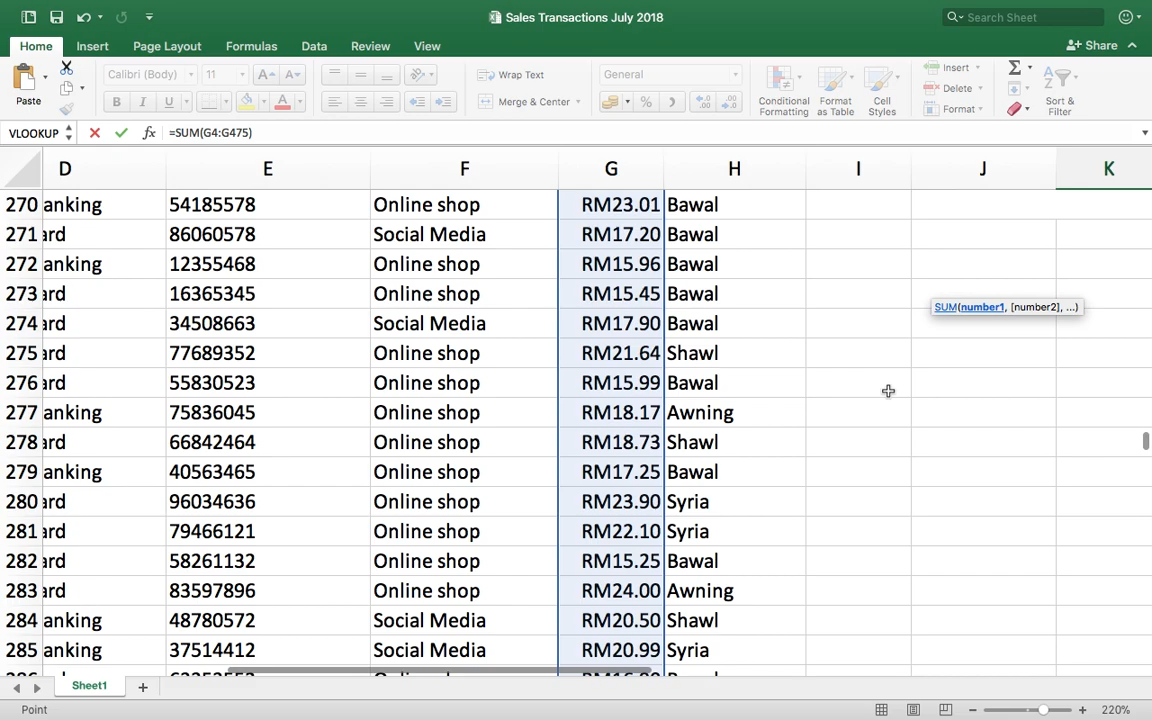 Sales Transactions July 2018
Search Sheet
Home Insert Page Layout Formulas Data Review View
Share
Paste
Calibri (Body) 11
Wrap Text
General
Insert
Merge & Center
Conditional Formatting
Format as Table
Cell Styles
Delete
Format
Sort & Filter
VLOOKUP fx =SUM(G4:G475)
D E F G H I J K
270 anking 54185578 Online shop RM23.01 Bawal
271 ard 86060578 Social Media RM17.20 Bawal
272 anking 12355468 Online shop RM15.96 Bawal
273 ard 16365345 Online shop RM15.45 Bawal
SUM(number1, [number2], ...)
274 ard 34508663 Social Media RM17.90 Bawal
275 ard 77689352 Online shop RM21.64 Shawl
276 ard 55830523 Online shop RM15.99 Bawal
277 anking 75836045 Online shop RM18.17 Awning
278 ard 66842464 Online shop RM18.73 Shawl
279 anking 40563465 Online shop RM17.25 Bawal
280 ard 96034636 Online shop RM23.90 Syria
281 ard 79466121 Online shop RM22.10 Syria
282 ard 58261132 Online shop RM15.25 Bawal
283 ard 83597896 Online shop RM24.00 Awning
284 anking 48780572 Social Media RM20.50 Shawl
285 anking 37514412 Social Media RM20.99 Syria
Sheet1
Point
220%